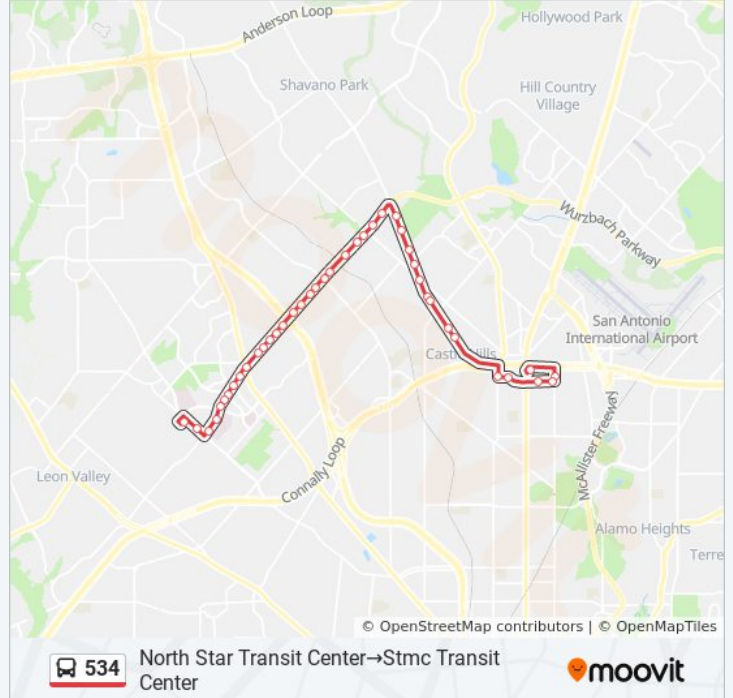 Hollywood Park
Anderson Loop
Shavano Park
Hill Country
Village
Wurzbach Parkway
San Antonio
International Airport
Castle Hills
McAllister Freeway
Connally Loop
Leon Valley
Alamo Heights
Terre
© OpenStreetMap contributors | © OpenMapTiles
534
North Star Transit Center→Stmc Transit
Center
moovit